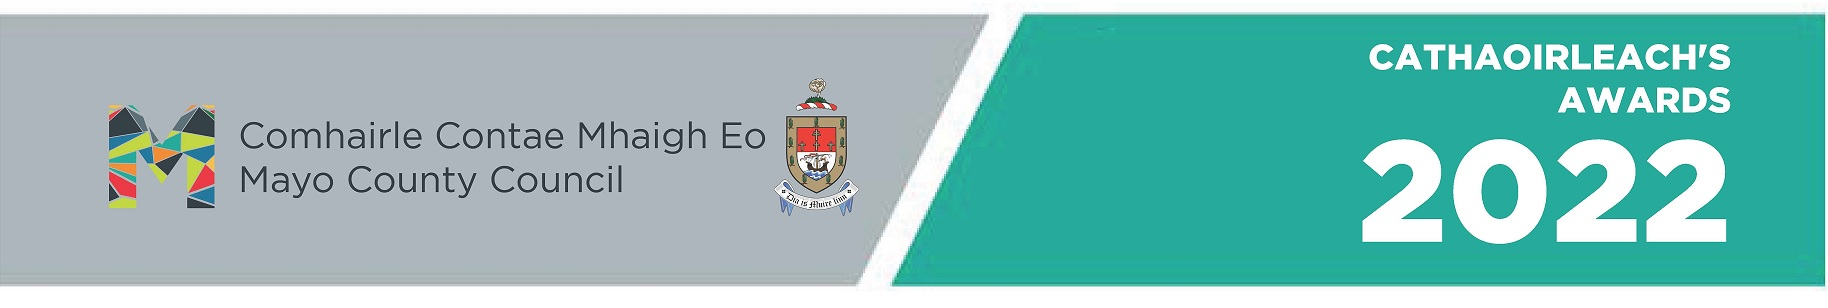 Comhairle Contae Mhaigh Eo
Mayo County Council
Dia is Muire linn
CATHAOIRLEACH'S
AWARDS
2022